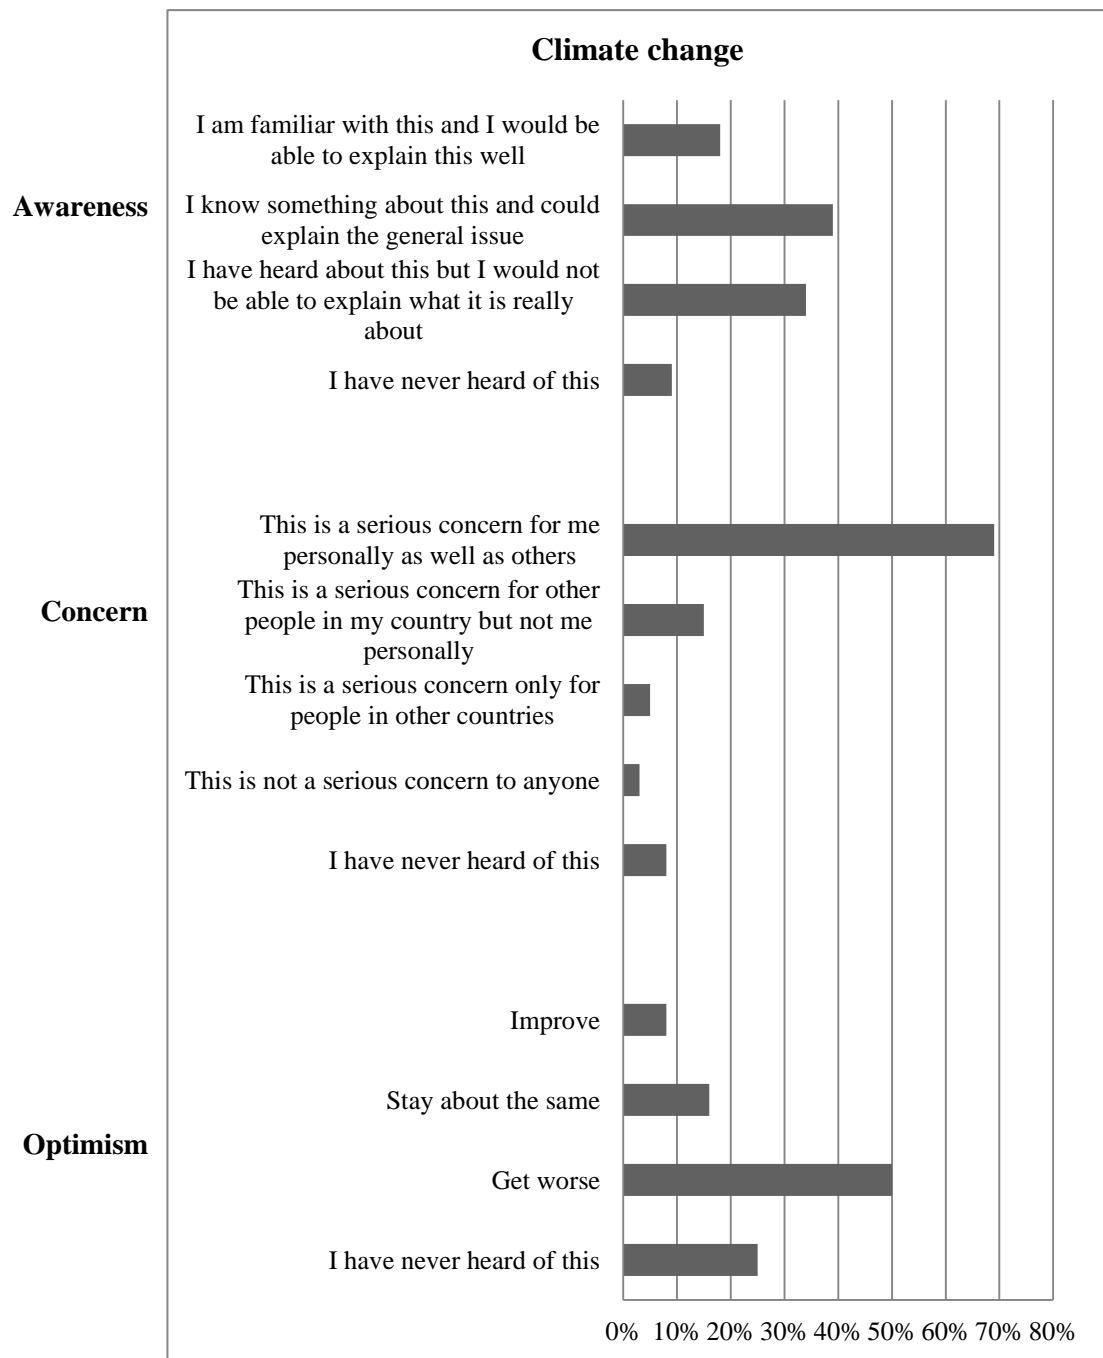 Climate change
Awareness
I am familiar with this and I would be
able to explain this well
I know something about this and could
explain the general issue
I have heard about this but I would not
be able to explain what it is really
about
I have never heard of this
Concern
This is a serious concern for me
personally as well as others
This is a serious concern for other
people in my country but not me
personally
This is a serious concern only for
people in other countries
This is not a serious concern to anyone
I have never heard of this
Optimism
Improve
Stay about the same
Get worse
I have never heard of this
0% 10% 20% 30% 40% 50% 60% 70% 80%